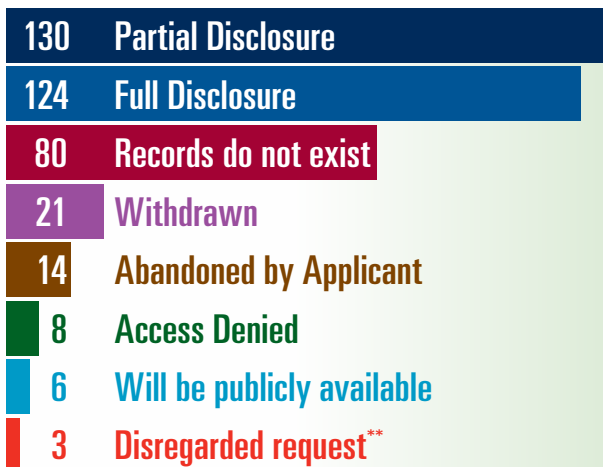 130 Partial Disclosure
124 Full Disclosure
80 Records do not exist
21 Withdrawn
14 Abandoned by Applicant
8 Access Denied
6 Will be publicly available
3 Disregarded request**